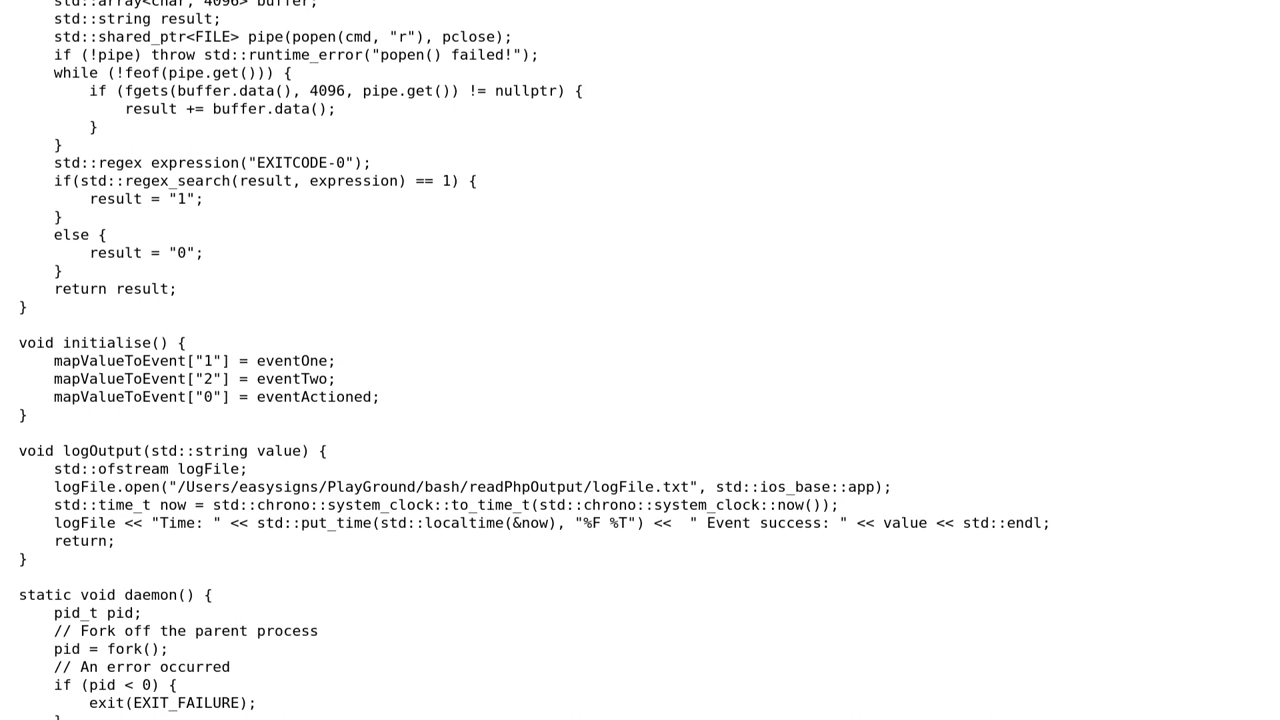 std::array<char, 4096> buffer;
std::string result;
std::shared_ptr<FILE> pipe(popen(cmd, "r"), pclose);
if (!pipe) throw std::runtime_error("popen() failed!");
while (!feof(pipe.get())) {
if (fgets(buffer.data(), 4096, pipe.get()) != nullptr) {
result += buffer.data();
}
}
std::regex expression("EXITCODE-0");
if(std::regex_search(result, expression) == 1) {
result = "1";
}
else {
result = "0";
}
return result;
}
void initialise() {
mapValueToEvent["1"] = eventOne;
mapValueToEvent["2"] = eventTwo;
mapValueToEvent["0"] = eventActioned;
}
void logOutput(std::string value) {
std::ofstream logFile;
logFile.open("/Users/easysigns/PlayGround/bash/readPhpOutput/logFile.txt", std::ios_base::app);
std::time_t now = std::chrono::system_clock::to_time_t(std::chrono::system_clock::now());
logFile << "Time: " << std::put_time(std::localtime(&now), "%F %T") <<  " Event success: " << value << std::endl;
return;
}
static void daemon() {
pid_t pid;
// Fork off the parent process
pid = fork();
// An error occurred
if (pid < 0) {
exit(EXIT_FAILURE);
}